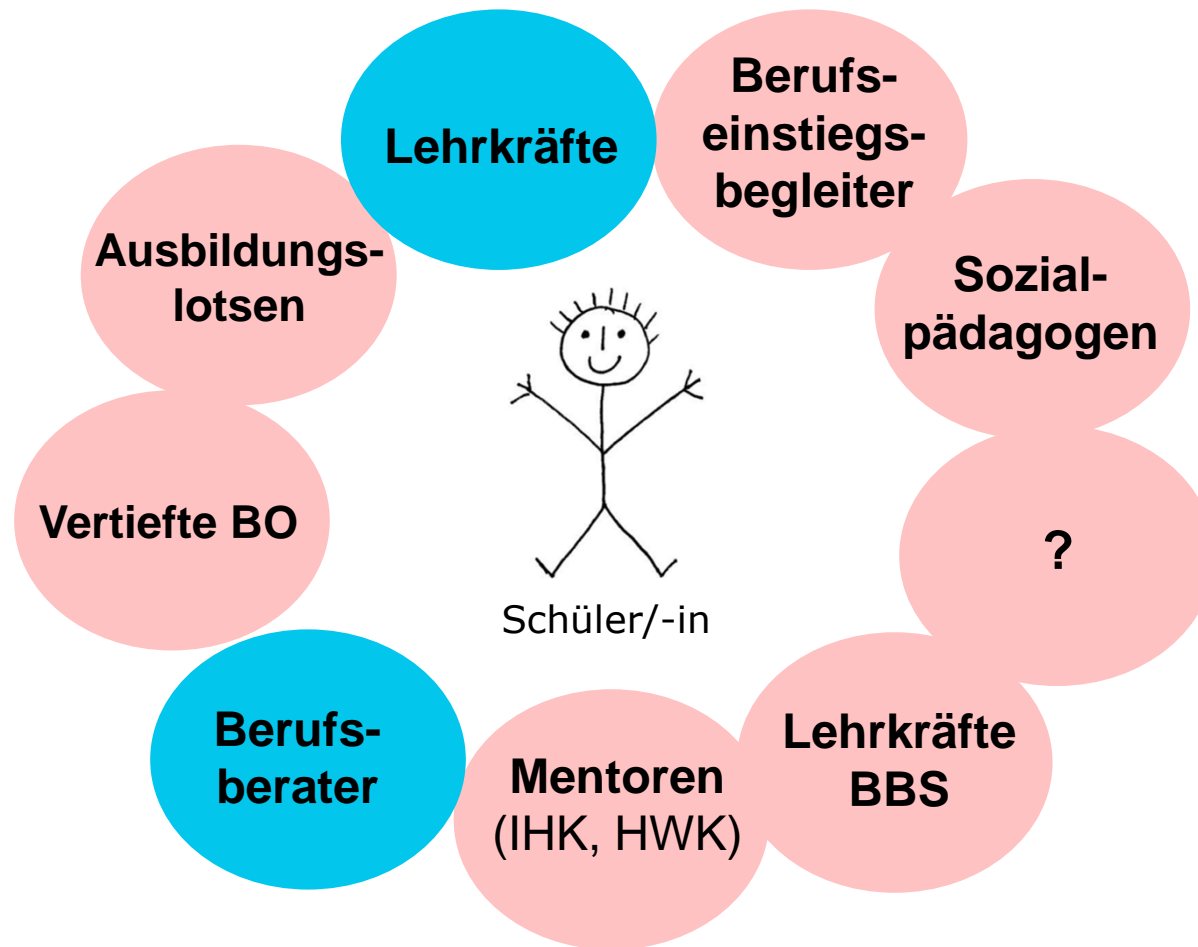 Lehrkräfte
Berufs-
einstiegs-
begleiter
Sozial-
pädagogen
?
Lehrkräfte
BBS
Mentoren
(IHK, HWK)
Berufs-
berater
Vertiefte BO
Ausbildungs-
lotsen
Schüler/-in